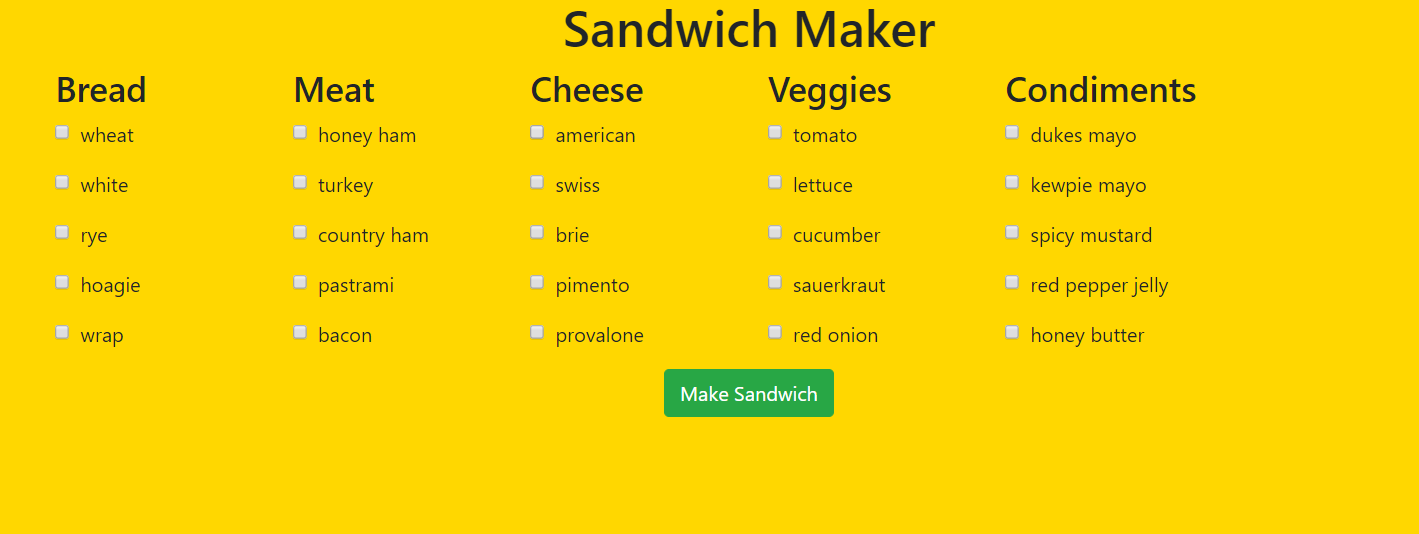 Sandwich Maker
Bread Meat Cheese Veggies Condiments
wheat honey ham american tomato dukes mayo
white turkey swiss lettuce kewpie mayo
rye country ham brie cucumber spicy mustard
hoagie pastrami pimento sauerkraut red pepper jelly
wrap bacon provalone red onion honey butter
Make Sandwich